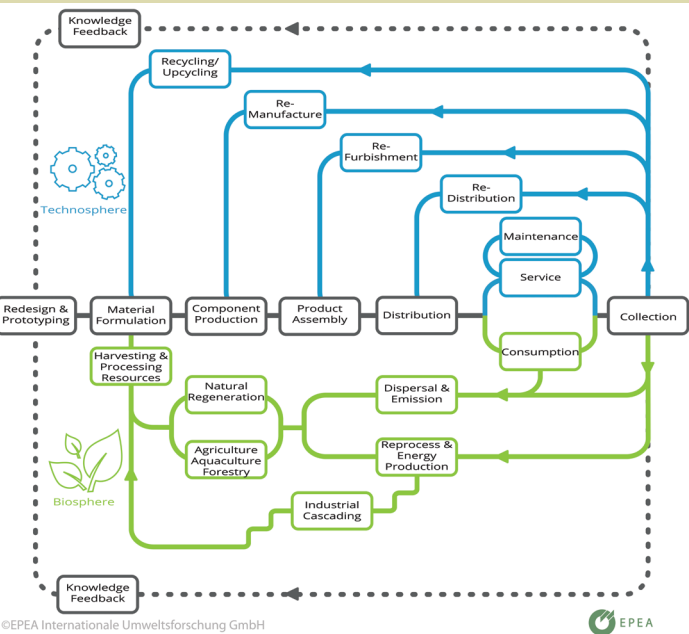 Knowledge
Feedback
Recycling/
Upcycling
Re-
Manufacture
Re-
Furbishment
Re-
Distribution
Technosphere
Maintenance
Service
Redesign &
Prototyping
Material
Formulation
Component
Production
Product
Assembly
Distribution
Collection
Consumption
Harvesting &
Processing
Resources
Natural
Regeneration
Dispersal &
Emission
Agriculture
Aquaculture
Forestry
Reprocess &
Energy
Production
Biosphere
Industrial
Cascading
Knowledge
Feedback
©EPEA Internationale Umweltsforschung GmbH
EPEA